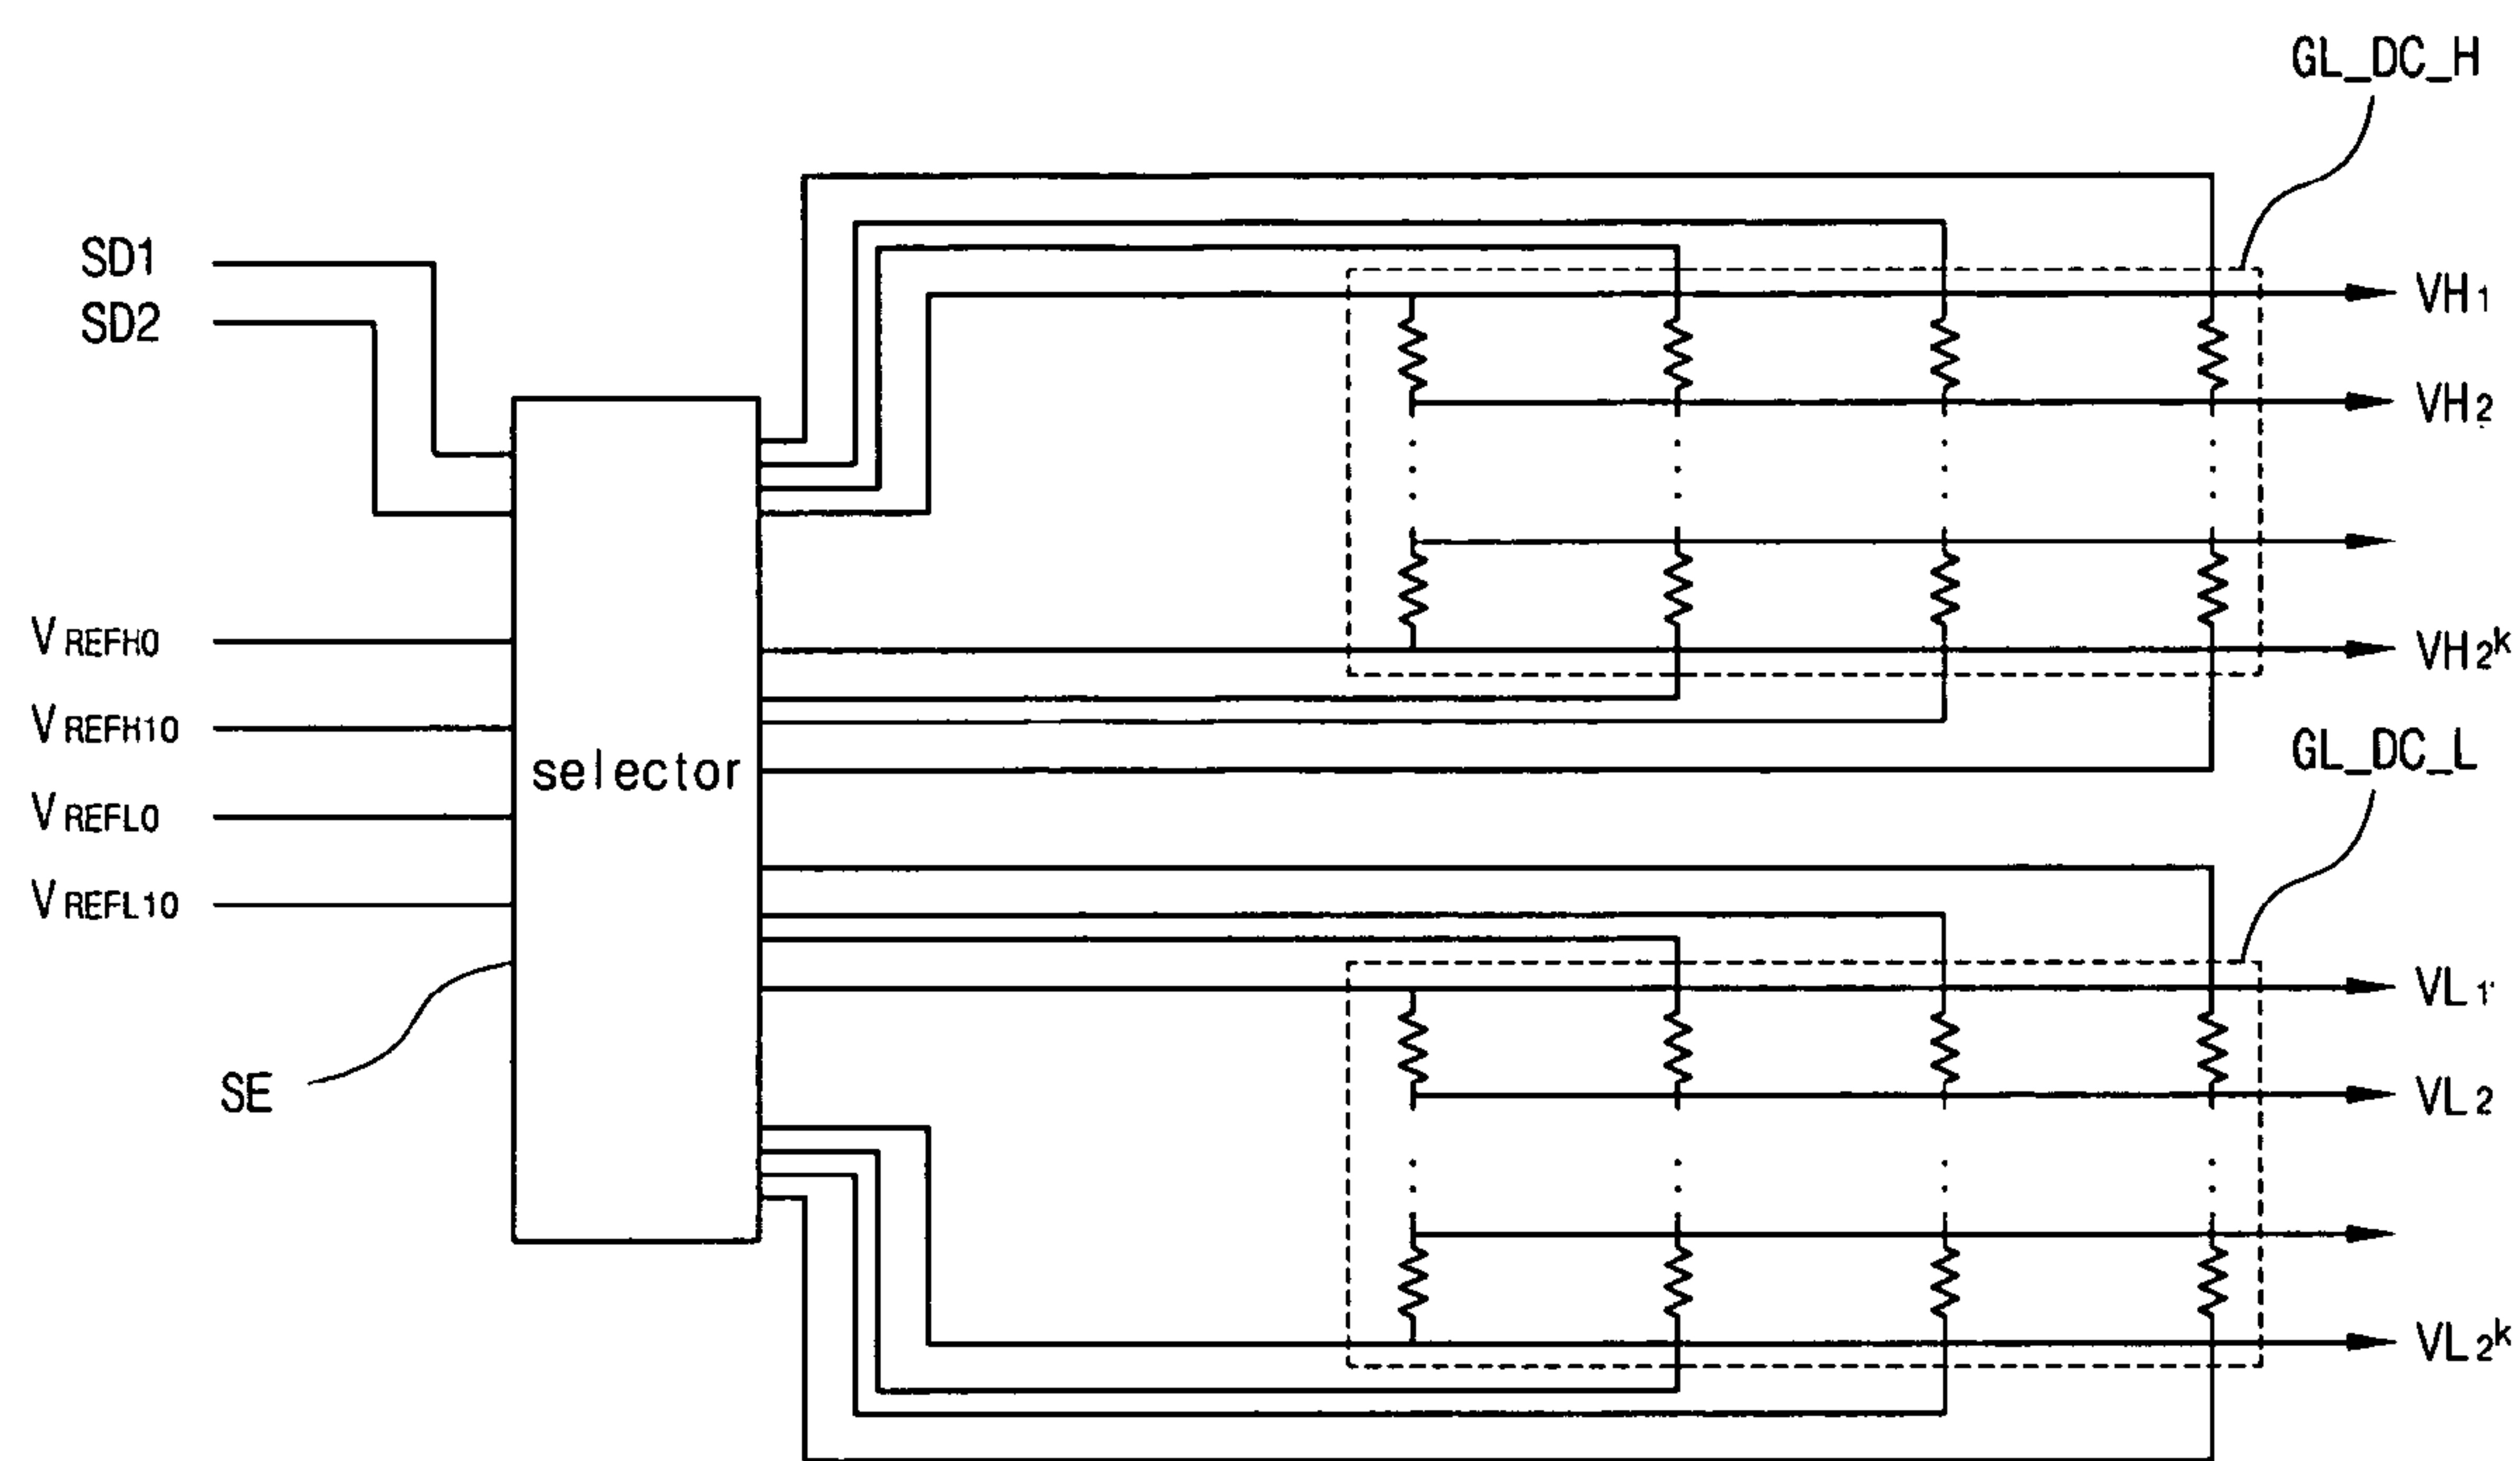 GL_DC_H
SD1
SD2
VH1
VH2
VREFH0
VH2k
VREFH10
selector
GL_DC_L
VREFL0
VREFL10
VL1
SE
VL2
VL2k